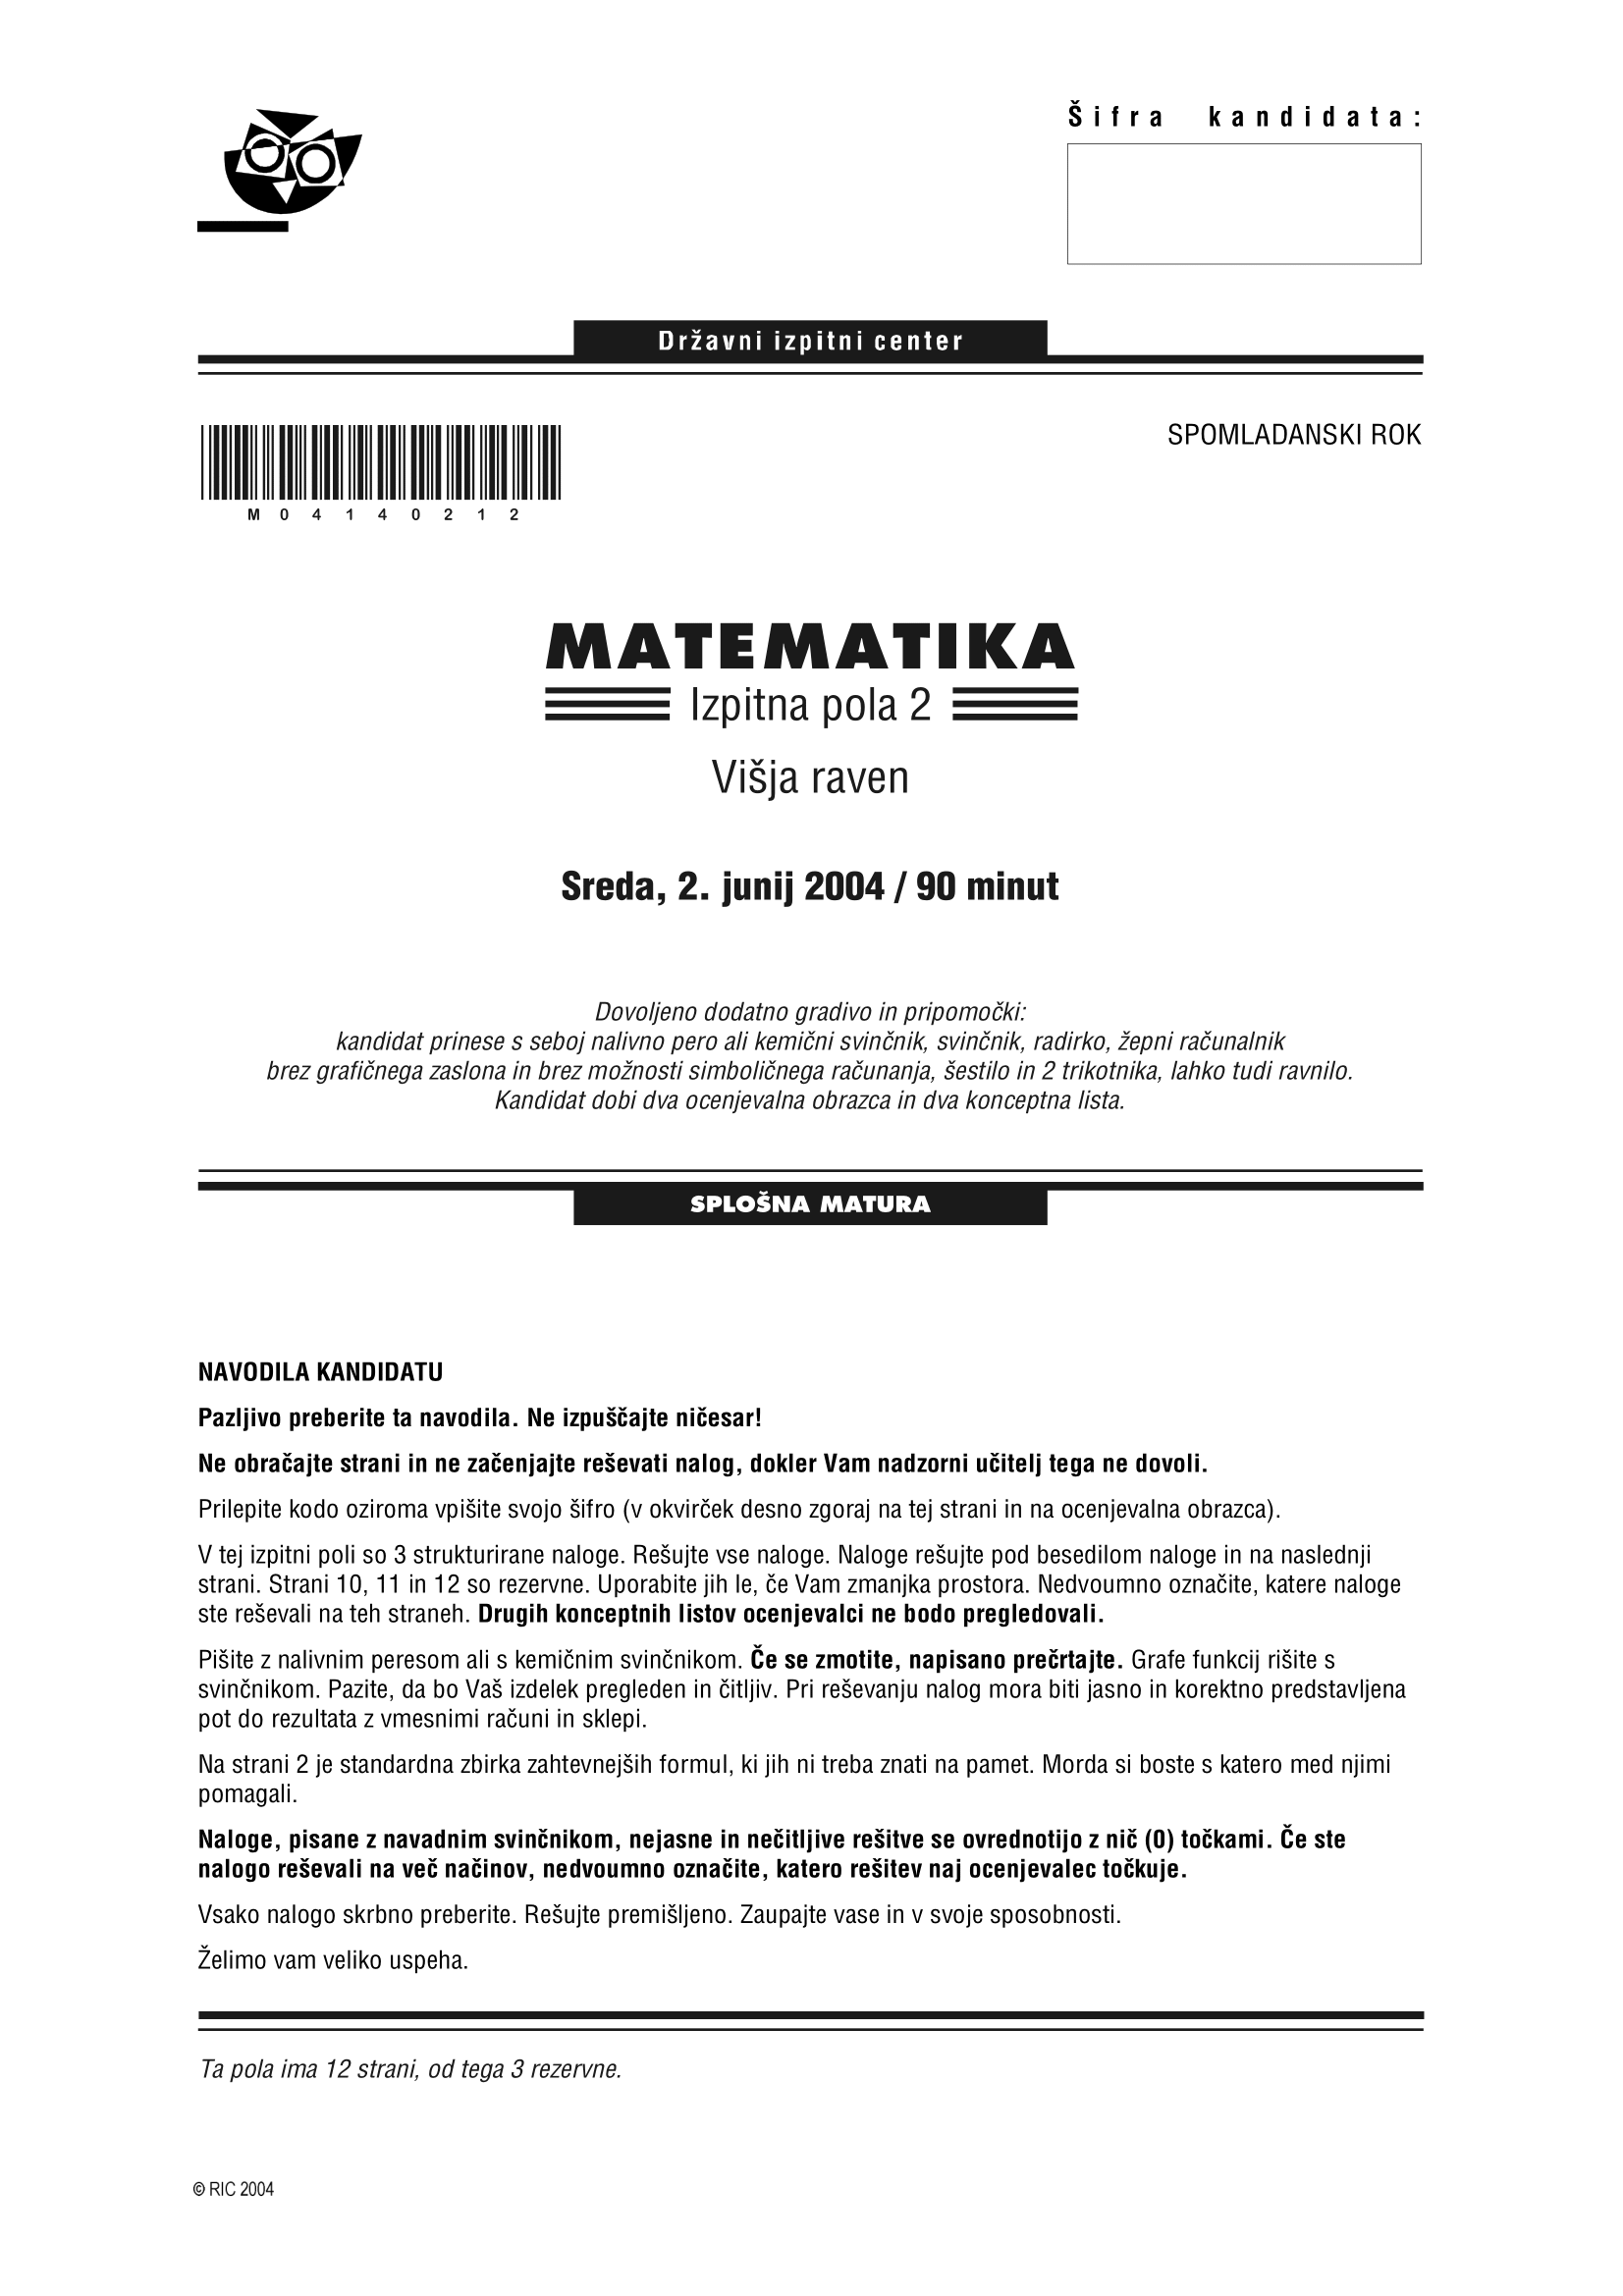 Šifra kandidata:
Državni izpitni center
SPOMLADANSKI ROK
M04140212
MATEMATIKA
Izpitna pola 2
Višja raven
Sreda, 2. junij 2004 / 90 minut
Dovoljeno dodatno gradivo in pripomočki:
kandidat prinese s seboj nalivno pero ali kemični svinčnik, svinčnik, radirko, žepni računalnik
brez grafičnega zaslona in brez možnosti simboličnega računanja, šestilo in 2 trikotnika, lahko tudi ravnilo.
Kandidat dobi dva ocenjevalna obrazca in dva konceptna lista.
SPLOŠNA MATURA
NAVODILA KANDIDATU
Pazljivo preberite ta navodila. Ne izpuščajte ničesar!
Ne obračajte strani in ne začenjajte reševati nalog, dokler Vam nadzorni učitelj tega ne dovoli.
Prilepite kodo oziroma vpišite svojo šifro (v okvirček desno zgoraj na tej strani in na ocenjevalna obrazca).
V tej izpitni poli so 3 strukturirane naloge. Rešujte vse naloge. Naloge rešujte pod besedilom naloge in na naslednji
strani. Strani 10, 11 in 12 so rezervne. Uporabite jih le, če Vam zmanjka prostora. Nedvoumno označite, katere naloge
ste reševali na teh straneh. Drugih konceptnih listov ocenjevalci ne bodo pregledovali.
Pišite z nalivnim peresom ali s kemičnim svinčnikom. Če se zmotite, napisano prečrtajte. Grafe funkcij rišite s
svinčnikom. Pazite, da bo Vaš izdelek pregleden in čitljiv. Pri reševanju nalog mora biti jasno in korektno predstavljena
pot do rezultata z vmesnimi računi in sklepi.
Na strani 2 je standardna zbirka zahtevnejših formul, ki jih ni treba znati na pamet. Morda si boste s katero med njimi
pomagali.
Naloge, pisane z navadnim svinčnikom, nejasne in nečitljive rešitve se ovrednotijo z nič (0) točkami. Če ste
nalogo reševali na več načinov, nedvoumno označite, katero rešitev naj ocenjevalec točkuje.
Vsako nalogo skrbno preberite. Rešujte premišljeno. Zaupajte vase in v svoje sposobnosti.
Želimo vam veliko uspeha.
Ta pola ima 12 strani, od tega 3 rezervne.
© RIC 2004